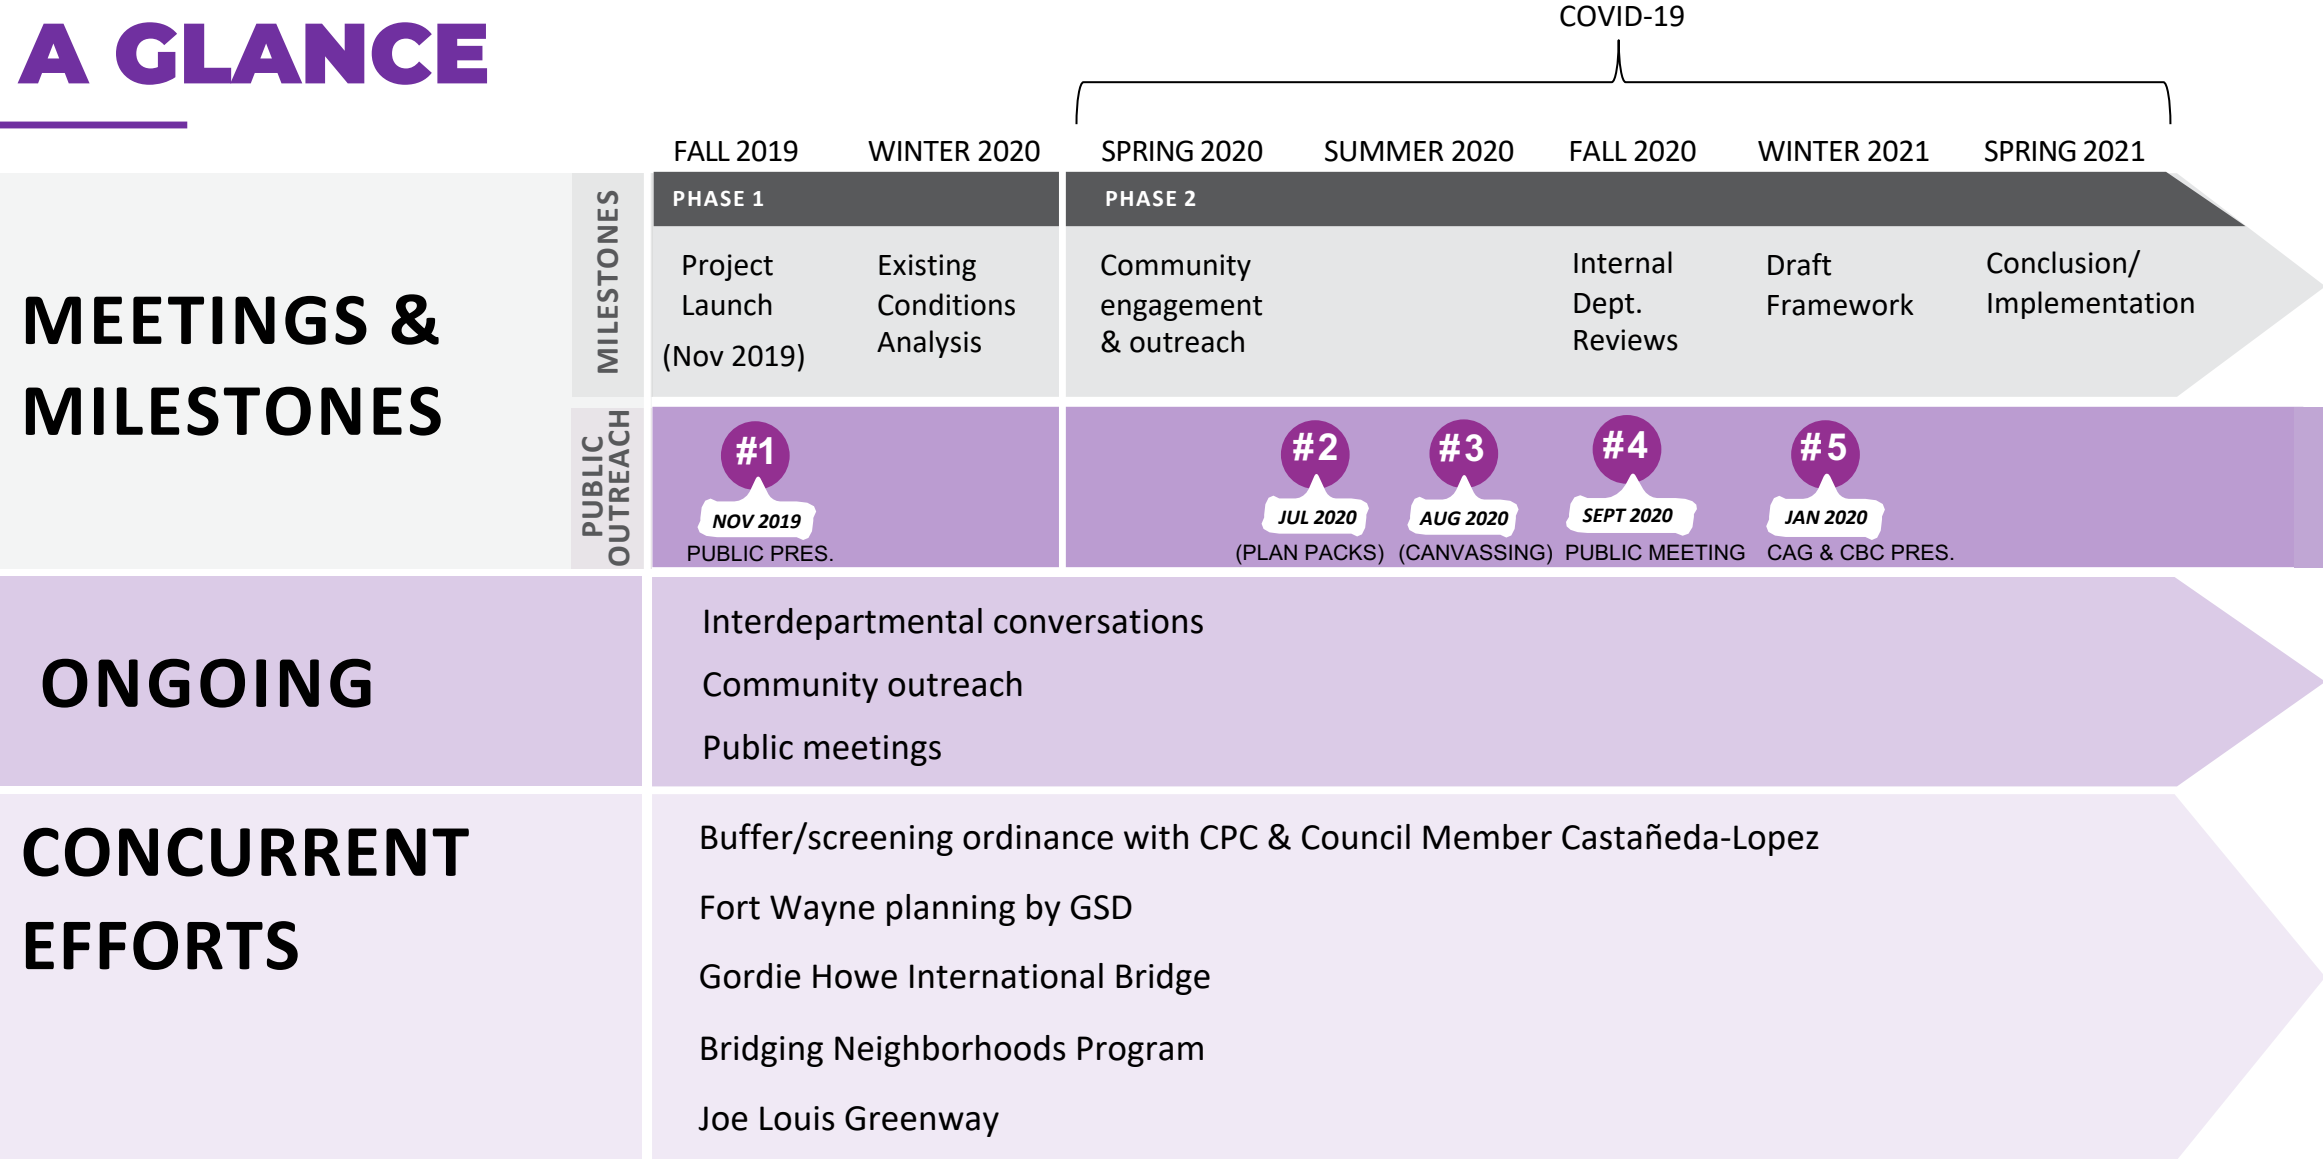 A GLANCE
COVID-19
FALL 2019 WINTER 2020 SPRING 2020 SUMMER 2020 FALL 2020 WINTER 2021 SPRING 2021
MEETINGS &
MILESTONES
MILESTONES
PHASE 1 PHASE 2
Project
Launch
(Nov 2019)
Existing
Conditions
Analysis
Community
engagement
& outreach
Internal
Dept.
Reviews
Draft
Framework
Conclusion/
Implementation
PUBLIC
OUTREACH
#1
NOV 2019
PUBLIC PRES.
#2
JUL 2020
(PLAN PACKS)
#3
AUG 2020
(CANVASSING)
#4
SEPT 2020
PUBLIC MEETING
#5
JAN 2020
CAG & CBC PRES.
ONGOING
Interdepartmental conversations
Community outreach
Public meetings
CONCURRENT
EFFORTS
Buffer/screening ordinance with CPC & Council Member Castañeda-Lopez
Fort Wayne planning by GSD
Gordie Howe International Bridge
Bridging Neighborhoods Program
Joe Louis Greenway